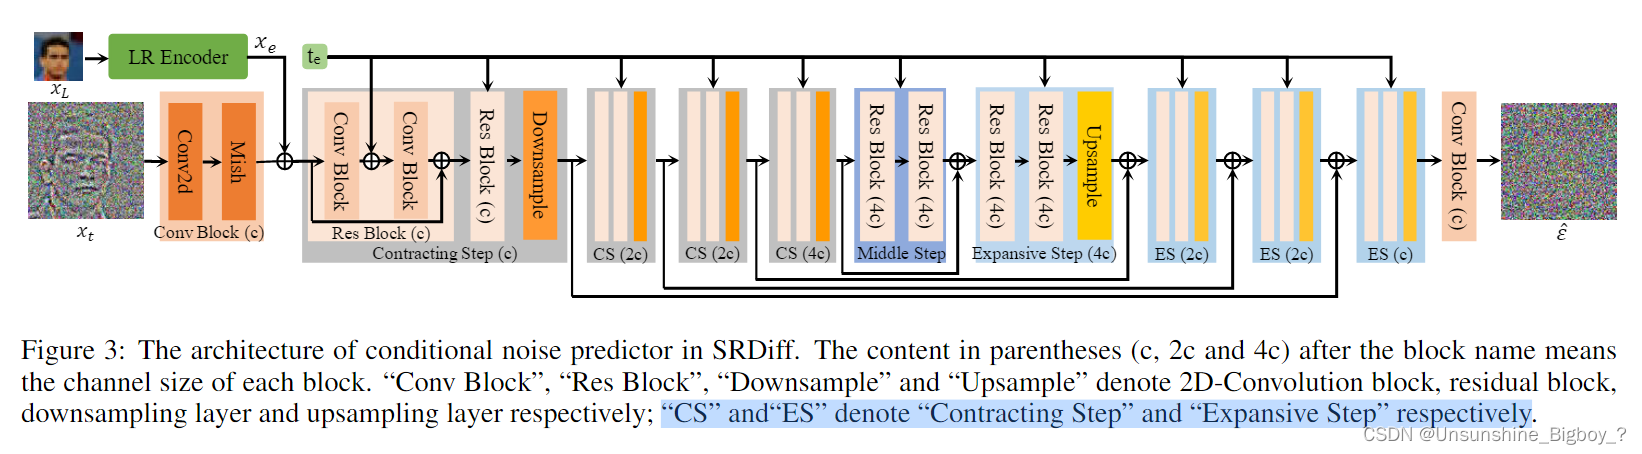 LR Encoder
x_e
t_e
x_L
Conv2d
Mish
Conv Block
Conv Block
Res Block (c)
Downsample
Res Block (4c)
Res Block (4c)
Res Block (4c)
Res Block (4c)
Upsample
Conv Block (c)
x_t
Conv Block (c)
Res Block (c)
Contracting Step (c)
CS (2c)
CS (2c)
CS (4c)
Middle Step
Expansive Step (4c)
ES (2c)
ES (2c)
ES (c)
ε̂
Figure 3: The architecture of conditional noise predictor in SRDiff. The content in parentheses (c, 2c and 4c) after the block name means
the channel size of each block. “Conv Block”, “Res Block”, “Downsample” and “Upsample” denote 2D-Convolution block, residual block,
downsampling layer and upsampling layer respectively; “CS” and“ES” denote “Contracting Step” and “Expansive Step” respectively.
CSDN @Unsunshine_Bigboy_?